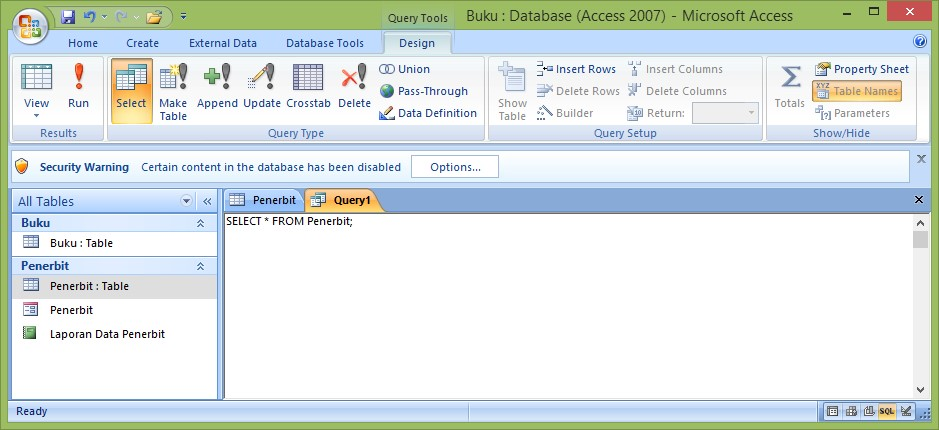 Query Tools
Buku : Database (Access 2007) - Microsoft Access
Home
Create
External Data
Database Tools
Design
View
Run
Results
Select
Make Table
Append
Update
Crosstab
Delete
Union
Pass-Through
Data Definition
Query Type
Show Table
Insert Rows
Delete Rows
Builder
Insert Columns
Delete Columns
Return:
Query Setup
Σ
Totals
Property Sheet
XYZ
Table Names
[?] Parameters
Show/Hide
Security Warning
Certain content in the database has been disabled
Options...
All Tables
Buku
Buku : Table
Penerbit
Penerbit : Table
Penerbit
Laporan Data Penerbit
Penerbit
Query1
SELECT * FROM Penerbit;
Ready
SQL